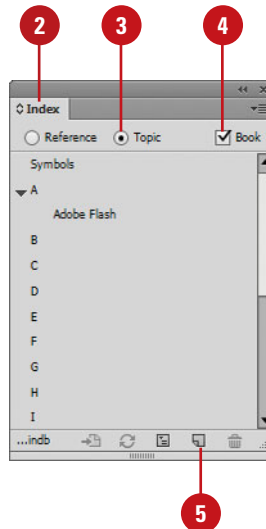 2 3 4
Index
Reference Topic Book
Symbols
A
Adobe Flash
B
C
D
E
F
G
H
I
...indb
5